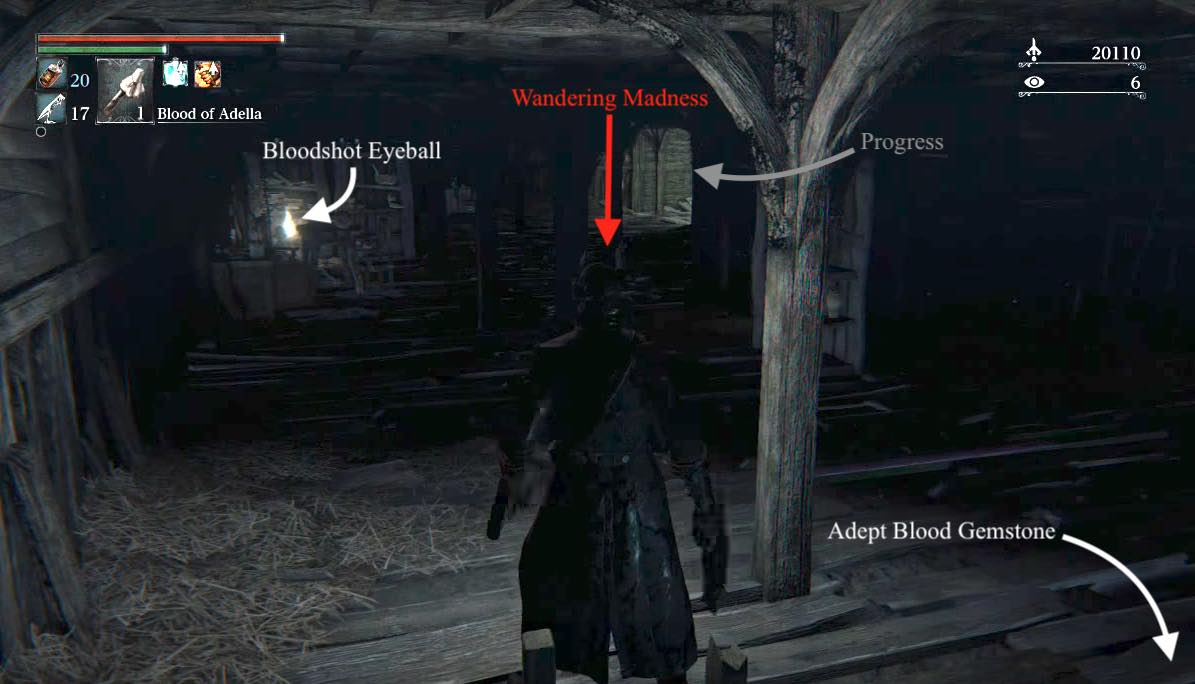 20110
20
6
17
1
Blood of Adella
Wandering Madness
Progress
Bloodshot Eyeball
Adept Blood Gemstone